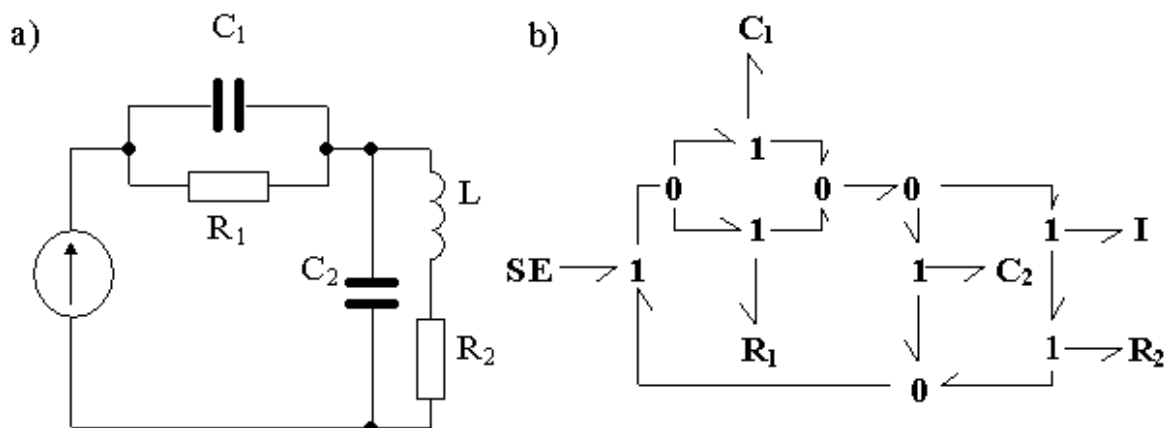 a)
C₁
R₁
L
C₂
R₂
b)
C₁
1
0 0 0
1 1 I
SE 1 1 C₂
R₁ 1 R₂
0